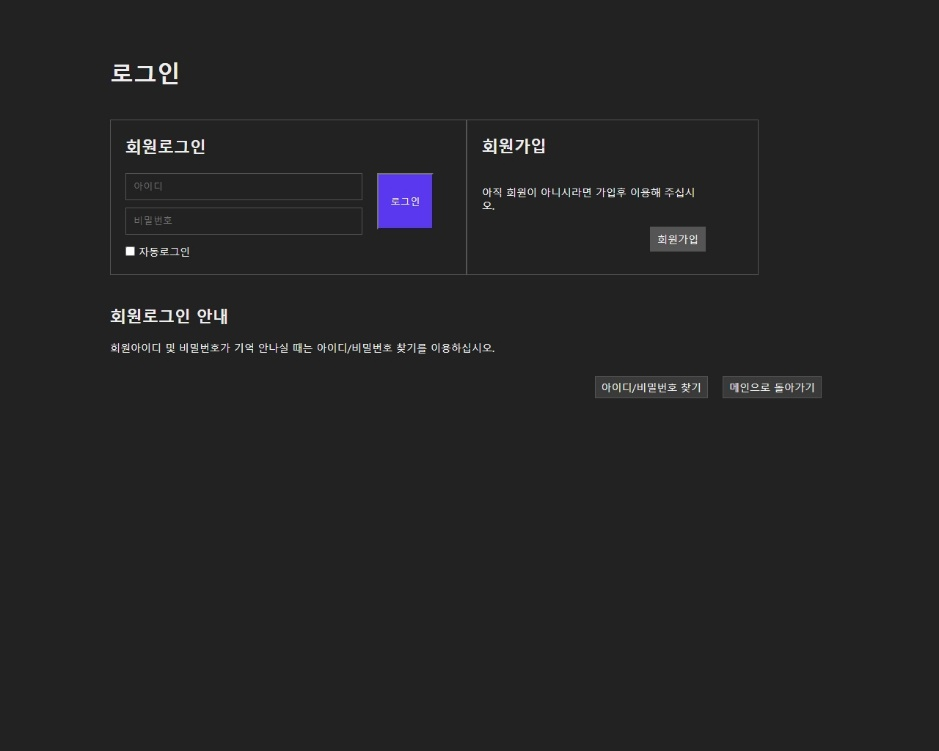 로그인
회원로그인
아이디
비밀번호
로그인
자동로그인
회원가입
아직 회원이 아니시라면 가입후 이용해 주십시
오.
회원가입
회원로그인 안내
회원아이디 및 비밀번호가 기억 안나실 때는 아이디/비밀번호 찾기를 이용하십시오.
아이디/비밀번호 찾기
메인으로 돌아가기